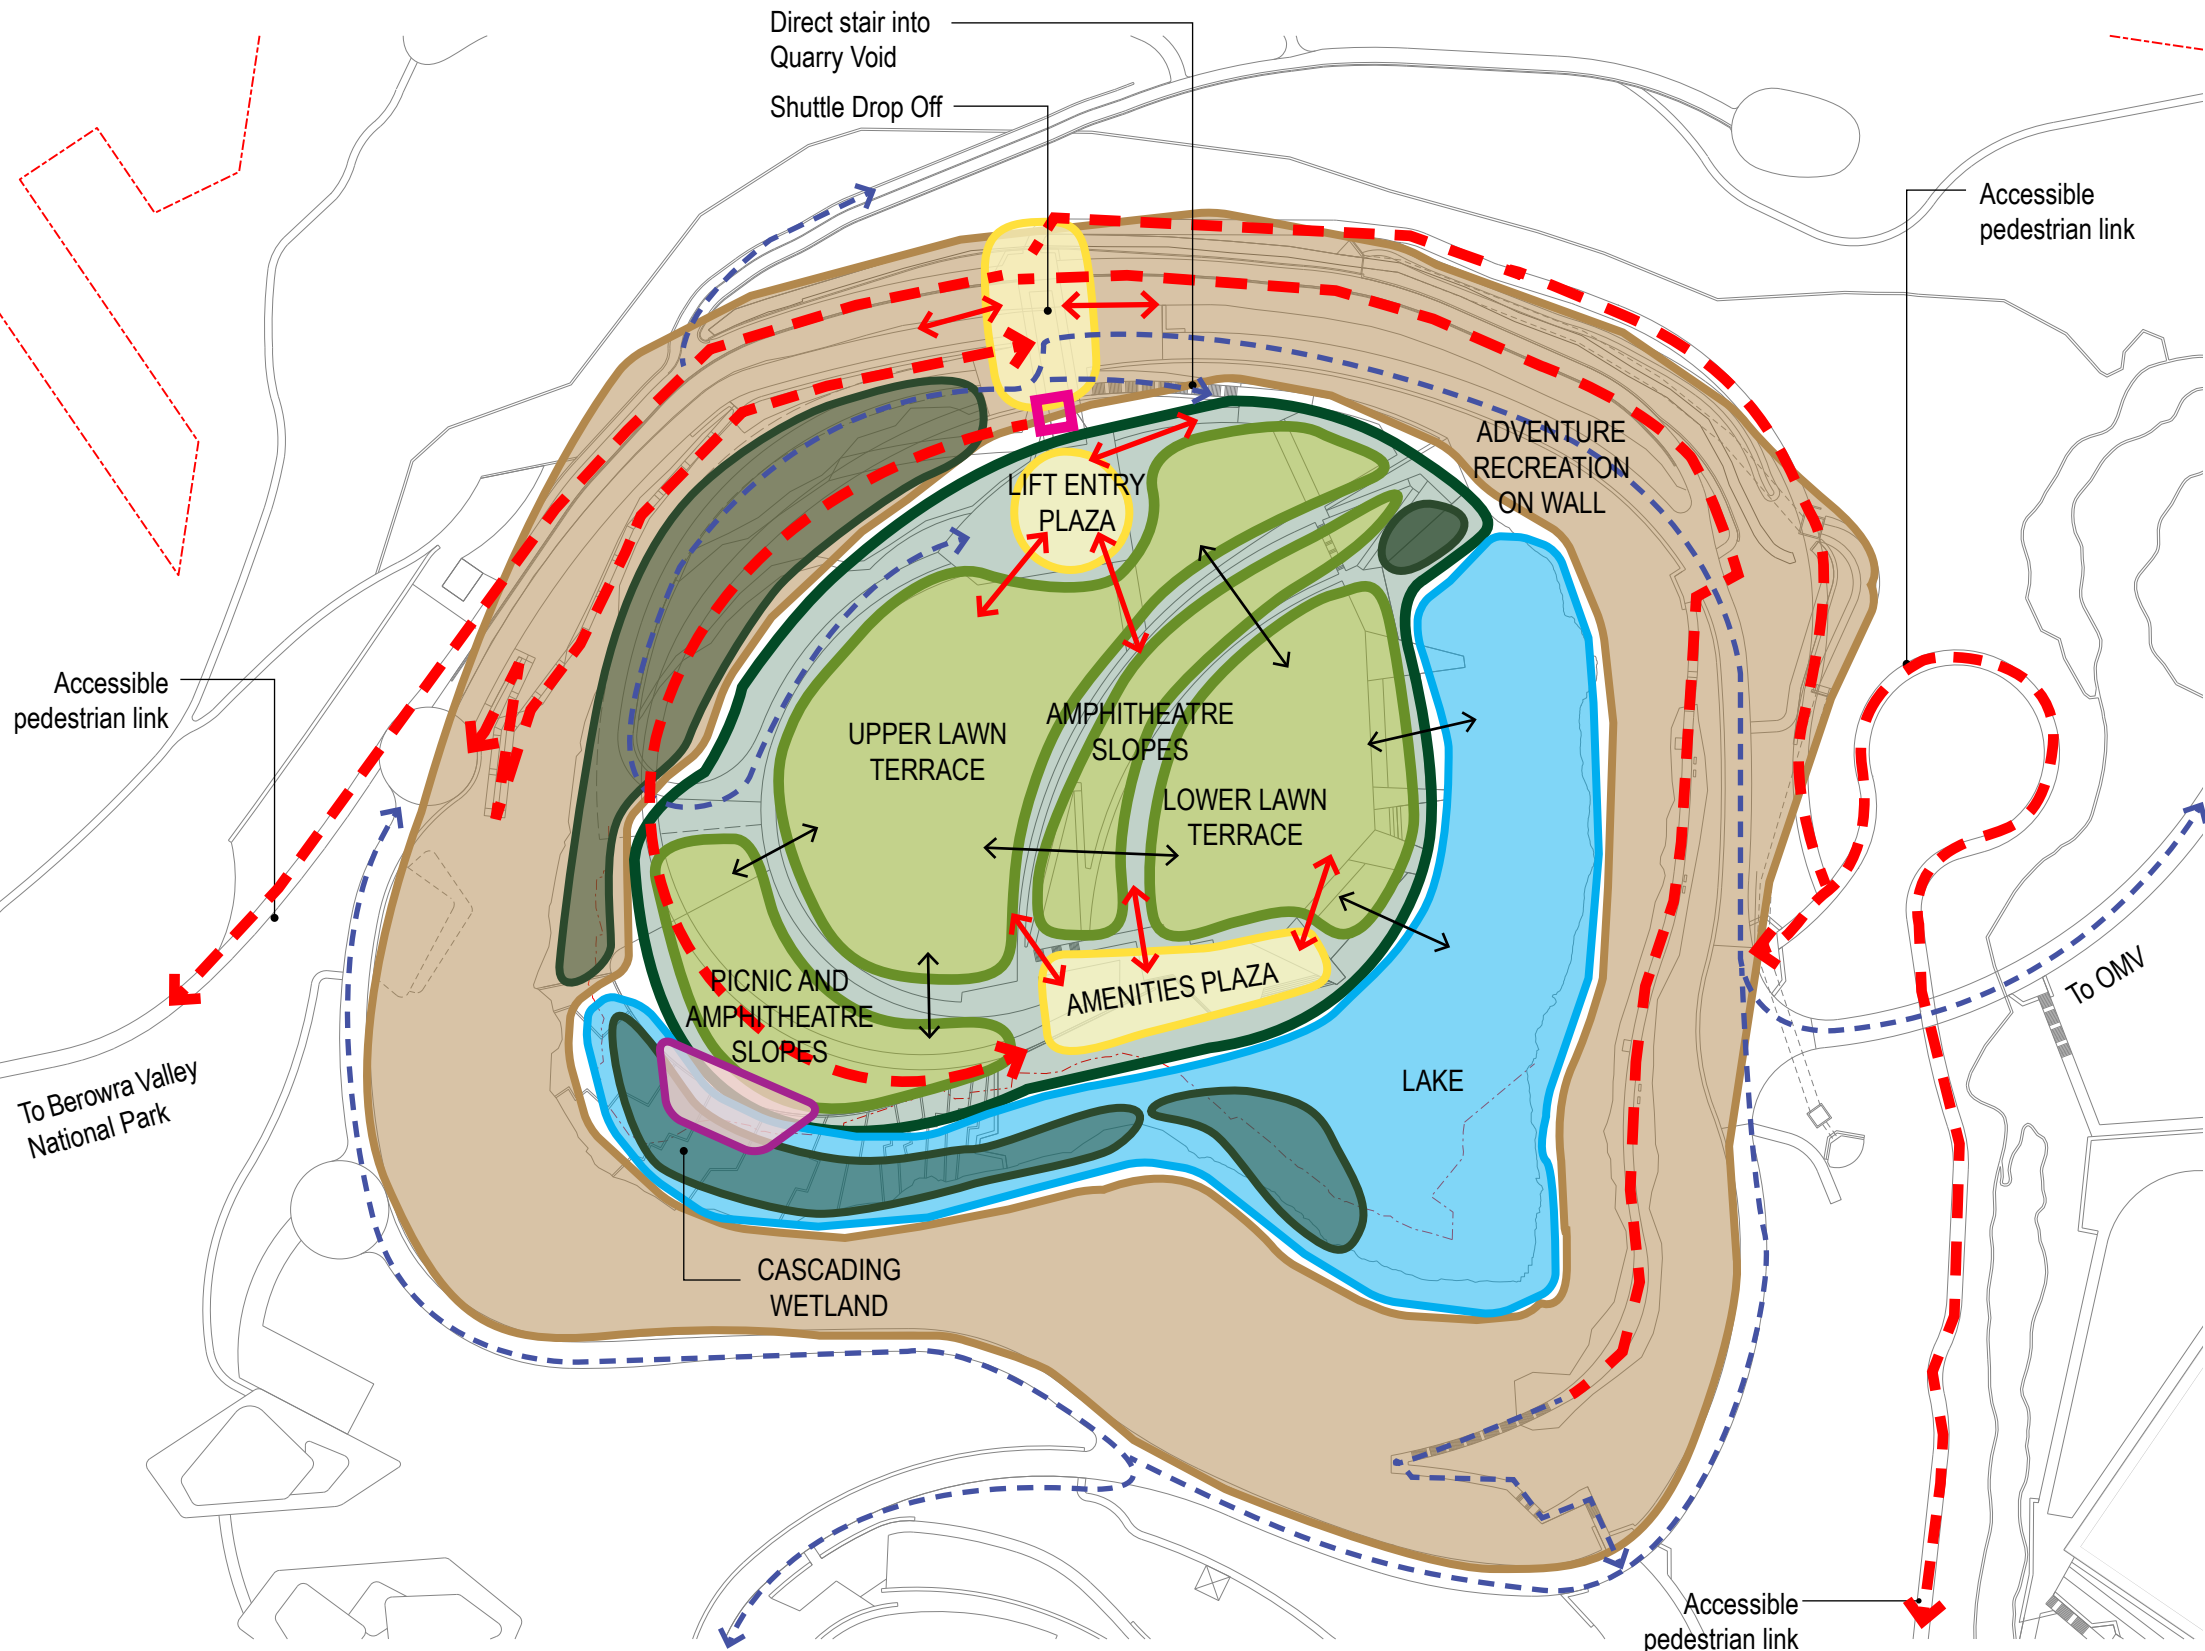 Direct stair into
Quarry Void
Shuttle Drop Off
Accessible
pedestrian link
ADVENTURE
RECREATION
ON WALL
LIFT ENTRY
PLAZA
Accessible
pedestrian link
UPPER LAWN
TERRACE
AMPHITHEATRE
SLOPES
LOWER LAWN
TERRACE
PICNIC AND
AMPHITHEATRE
SLOPES
AMENITIES PLAZA
To OMV
LAKE
To Berowra Valley
National Park
CASCADING
WETLAND
Accessible
pedestrian link